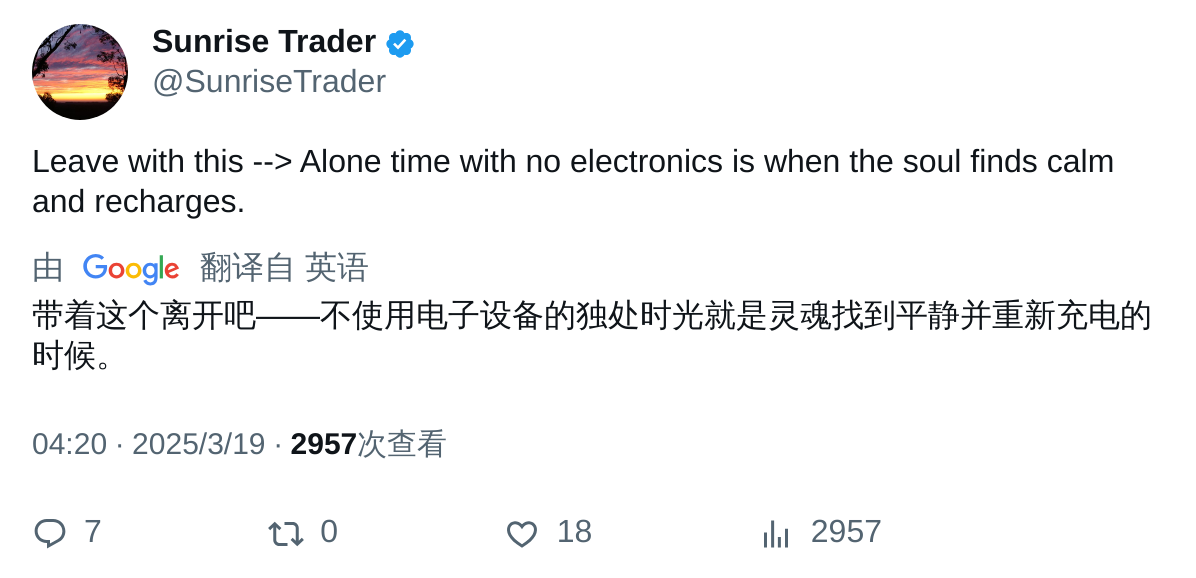 Sunrise Trader
@SunriseTrader
Leave with this --> Alone time with no electronics is when the soul finds calm
and recharges.
由 Google 翻译自 英语
带着这个离开吧——不使用电子设备的独处时光就是灵魂找到平静并重新充电的
时候。
04:20 · 2025/3/19 · 2957次查看
7 0 18 2957